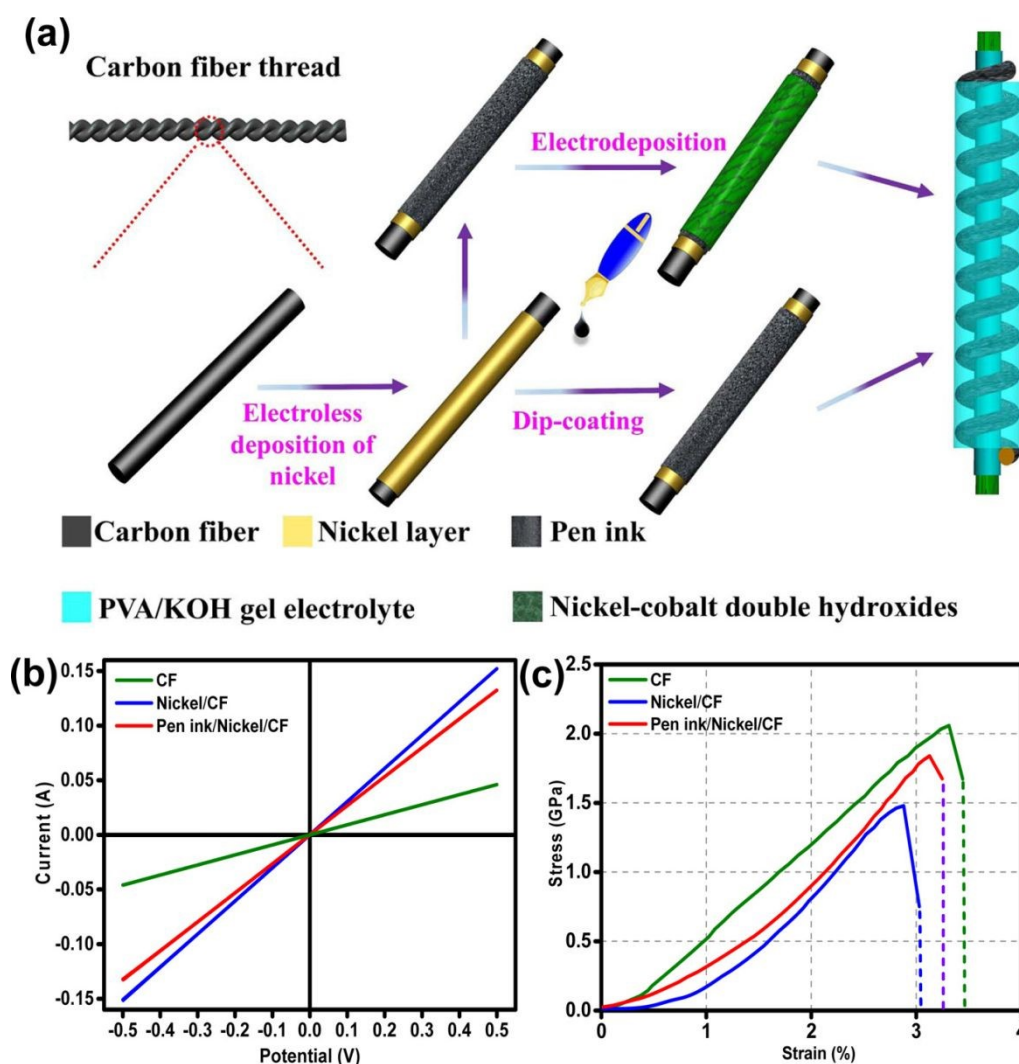 (a)
Carbon fiber thread
Electrodeposition
Electroless
deposition of
nickel
Dip-coating
Carbon fiber
Nickel layer
Pen ink
PVA/KOH gel electrolyte
Nickel-cobalt double hydroxides
(b)
CF
Nickel/CF
Pen ink/Nickel/CF
Current (A)
0.15
0.10
0.05
0.00
-0.05
-0.10
-0.15
-0.5 -0.4 -0.3 -0.2 -0.1 0.0 0.1 0.2 0.3 0.4 0.5
Potential (V)
(c)
CF
Nickel/CF
Pen ink/Nickel/CF
Stress (GPa)
2.5
2.0
1.5
1.0
0.5
0.0
0 1 2 3 4
Strain (%)